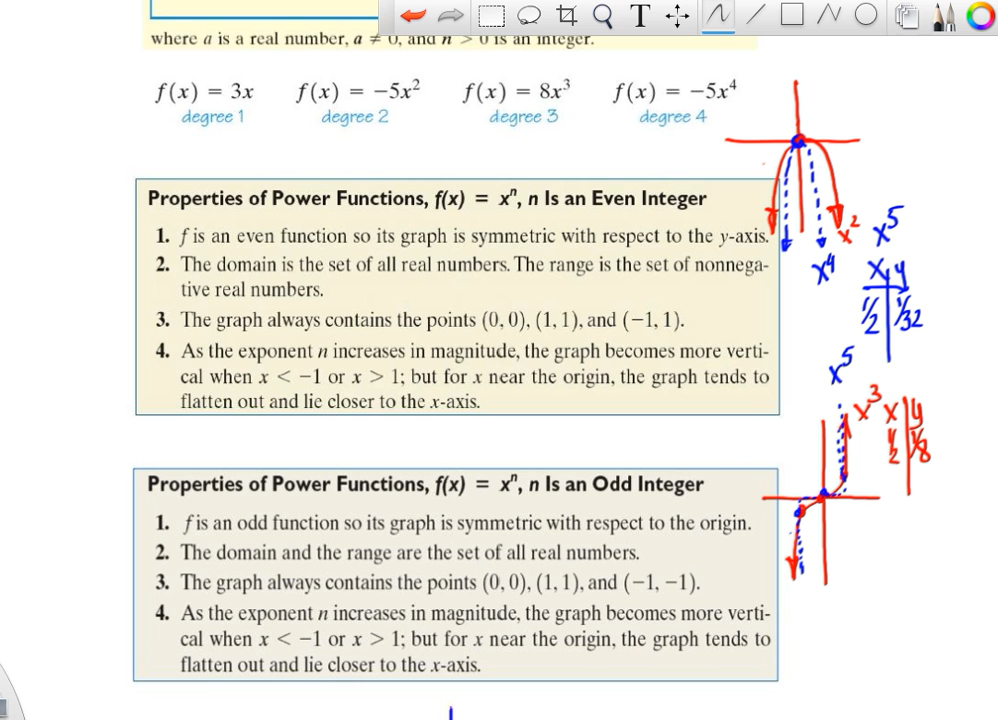 T
where a is a real number, a ≠ 0, and n > 0 is an integer.
f(x) = 3x f(x) = −5x² f(x) = 8x³ f(x) = −5x⁴
degree 1 degree 2 degree 3 degree 4
Properties of Power Functions, f(x) = xⁿ, n Is an Even Integer
1. f is an even function so its graph is symmetric with respect to the y-axis.
2. The domain is the set of all real numbers. The range is the set of nonnega-
tive real numbers.
3. The graph always contains the points (0, 0), (1, 1), and (−1, 1).
4. As the exponent n increases in magnitude, the graph becomes more verti-
cal when x < −1 or x > 1; but for x near the origin, the graph tends to
flatten out and lie closer to the x-axis.
x²
x⁴
x⁵
x y
1/2 1/32
x⁵
x³ x y
1/2 1/8
Properties of Power Functions, f(x) = xⁿ, n Is an Odd Integer
1. f is an odd function so its graph is symmetric with respect to the origin.
2. The domain and the range are the set of all real numbers.
3. The graph always contains the points (0, 0), (1, 1), and (−1, −1).
4. As the exponent n increases in magnitude, the graph becomes more verti-
cal when x < −1 or x > 1; but for x near the origin, the graph tends to
flatten out and lie closer to the x-axis.